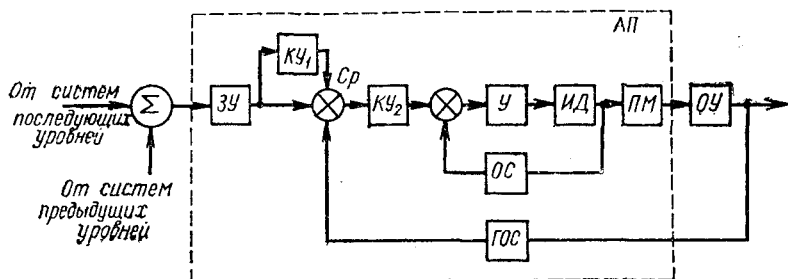 АП
КУ₁
Ср
От систем
последующих
уровней
Σ
ЗУ
КУ₂
У
ИД
ПМ
ОУ
ОС
От систем
предыдущих
уровней
ГОС